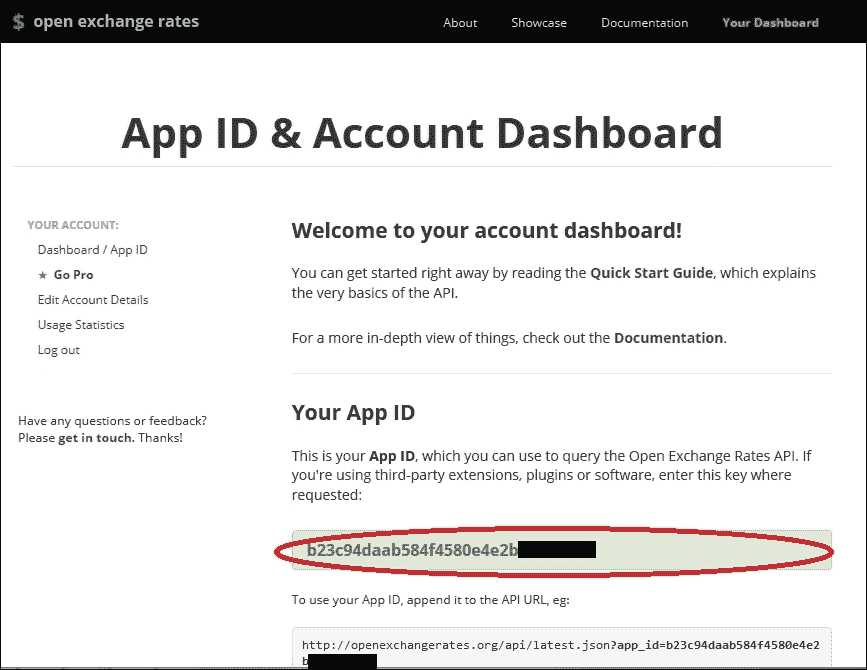 $ open exchange rates
About
Showcase
Documentation
Your Dashboard
App ID & Account Dashboard
YOUR ACCOUNT:
Dashboard / App ID
★ Go Pro
Edit Account Details
Usage Statistics
Log out
Have any questions or feedback?
Please get in touch. Thanks!
Welcome to your account dashboard!
You can get started right away by reading the Quick Start Guide, which explains
the very basics of the API.
For a more in-depth view of things, check out the Documentation.
Your App ID
This is your App ID, which you can use to query the Open Exchange Rates API. If
you're using third-party extensions, plugins or software, enter this key where
requested:
b23c94daab584f4580e4e2b
To use your App ID, append it to the API URL, eg:
http://openexchangerates.org/api/latest.json?app_id=b23c94daab584f4580e4e2
b